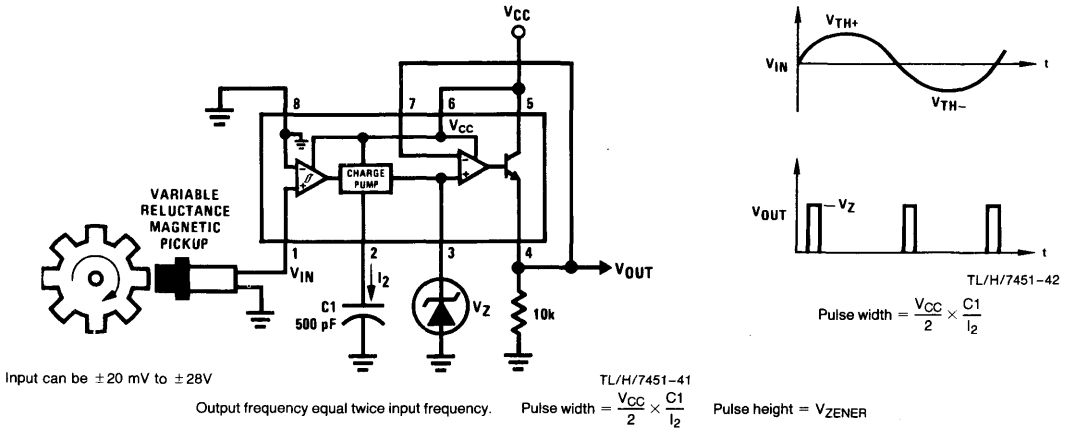 VCC
8
7
6
5
VCC
−
+
CHARGE
PUMP
−
+
VARIABLE
RELUCTANCE
MAGNETIC
PICKUP
1
2
3
4
VIN
I2
C1
500 pF
VZ
10k
VOUT
Input can be ±20 mV to ±28V
TL/H/7451–41
Output frequency equal twice input frequency.
Pulse width = VCC/2 × C1/I2
Pulse height = VZENER
VTH+
VIN
t
VTH−
VOUT
VZ
t
TL/H/7451–42
Pulse width = VCC/2 × C1/I2